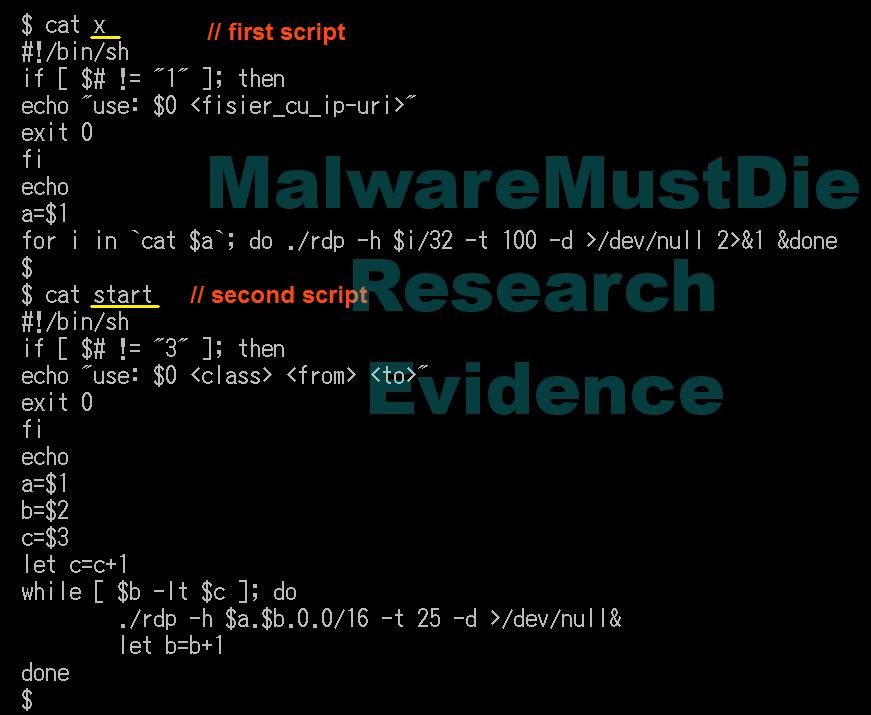 $ cat x // first script
#!/bin/sh
if [ $# != "1" ]; then
echo "use: $0 <fisier_cu_ip-uri>"
exit 0
fi
echo
a=$1
for i in `cat $a`; do ./rdp -h $i/32 -t 100 -d >/dev/null 2>&1 &done
$
$ cat start // second script
#!/bin/sh
if [ $# != "3" ]; then
echo "use: $0 <class> <from> <to>"
exit 0
fi
echo
a=$1
b=$2
c=$3
let c=c+1
while [ $b -lt $c ]; do
./rdp -h $a.$b.0.0/16 -t 25 -d >/dev/null&
let b=b+1
done
$
MalwareMustDie
Research
Evidence